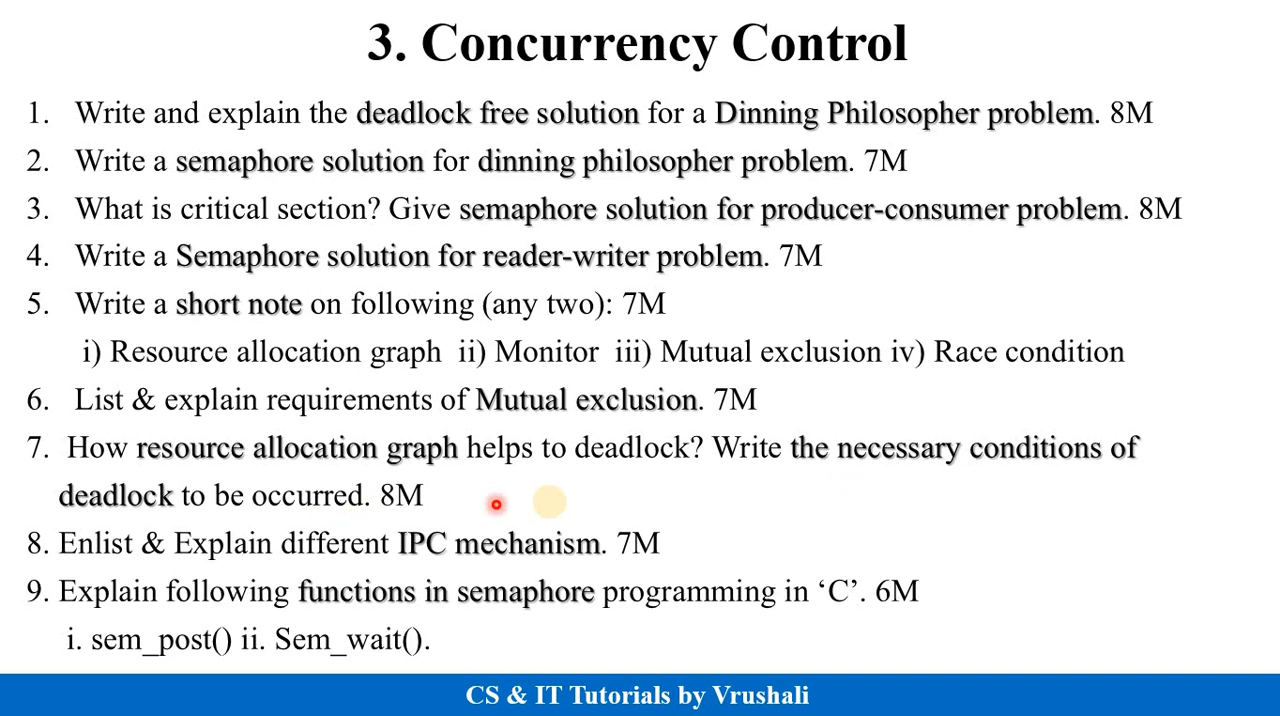 3. Concurrency Control
1. Write and explain the deadlock free solution for a Dinning Philosopher problem. 8M
2. Write a semaphore solution for dinning philosopher problem. 7M
3. What is critical section? Give semaphore solution for producer-consumer problem. 8M
4. Write a Semaphore solution for reader-writer problem. 7M
5. Write a short note on following (any two): 7M
i) Resource allocation graph ii) Monitor iii) Mutual exclusion iv) Race condition
6. List & explain requirements of Mutual exclusion. 7M
7. How resource allocation graph helps to deadlock? Write the necessary conditions of
deadlock to be occurred. 8M
8. Enlist & Explain different IPC mechanism. 7M
9. Explain following functions in semaphore programming in ‘C’. 6M
i. sem_post() ii. Sem_wait().
CS & IT Tutorials by Vrushali